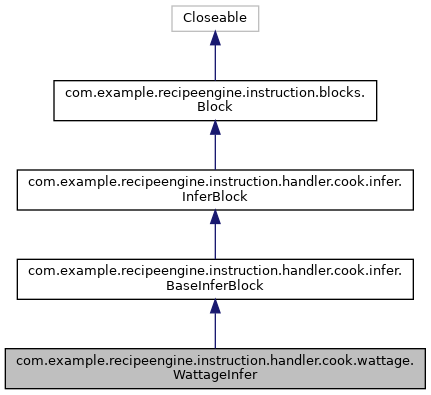 Closeable
com.example.recipeengine.instruction.blocks.
Block
com.example.recipeengine.instruction.handler.cook.infer.
InferBlock
com.example.recipeengine.instruction.handler.cook.infer.
BaseInferBlock
com.example.recipeengine.instruction.handler.cook.wattage.
WattageInfer